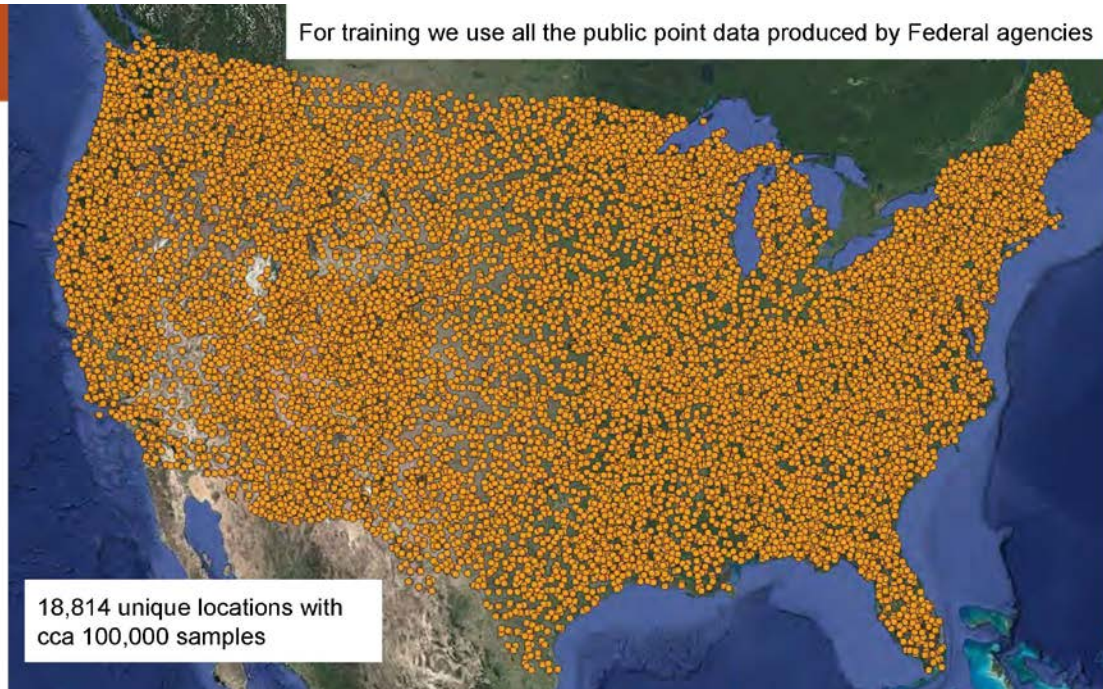 For training we use all the public point data produced by Federal agencies
18,814 unique locations with
cca 100,000 samples